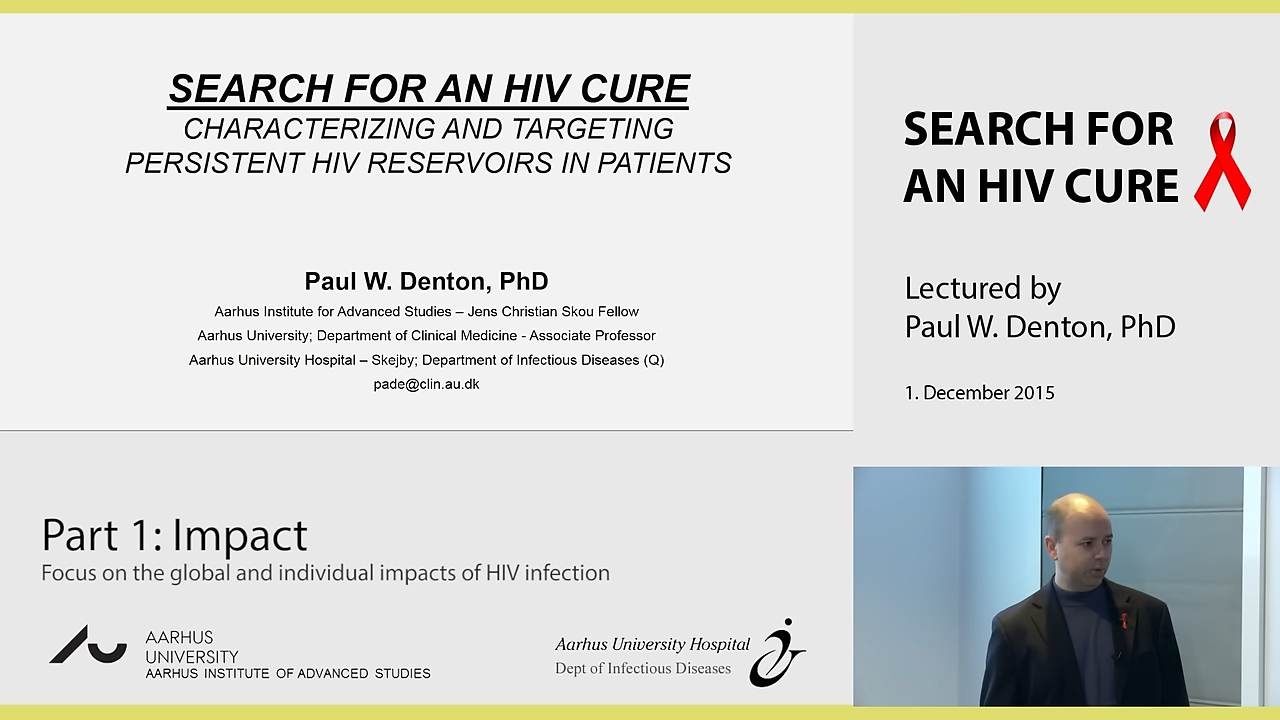 SEARCH FOR AN HIV CURE
CHARACTERIZING AND TARGETING
PERSISTENT HIV RESERVOIRS IN PATIENTS
Paul W. Denton, PhD
Aarhus Institute for Advanced Studies – Jens Christian Skou Fellow
Aarhus University; Department of Clinical Medicine - Associate Professor
Aarhus University Hospital – Skejby; Department of Infectious Diseases (Q)
pade@clin.au.dk
SEARCH FOR
AN HIV CURE
Lectured by
Paul W. Denton, PhD
1. December 2015
Part 1: Impact
Focus on the global and individual impacts of HIV infection
AARHUS
UNIVERSITY
AARHUS INSTITUTE OF ADVANCED STUDIES
Aarhus University Hospital
Dept of Infectious Diseases